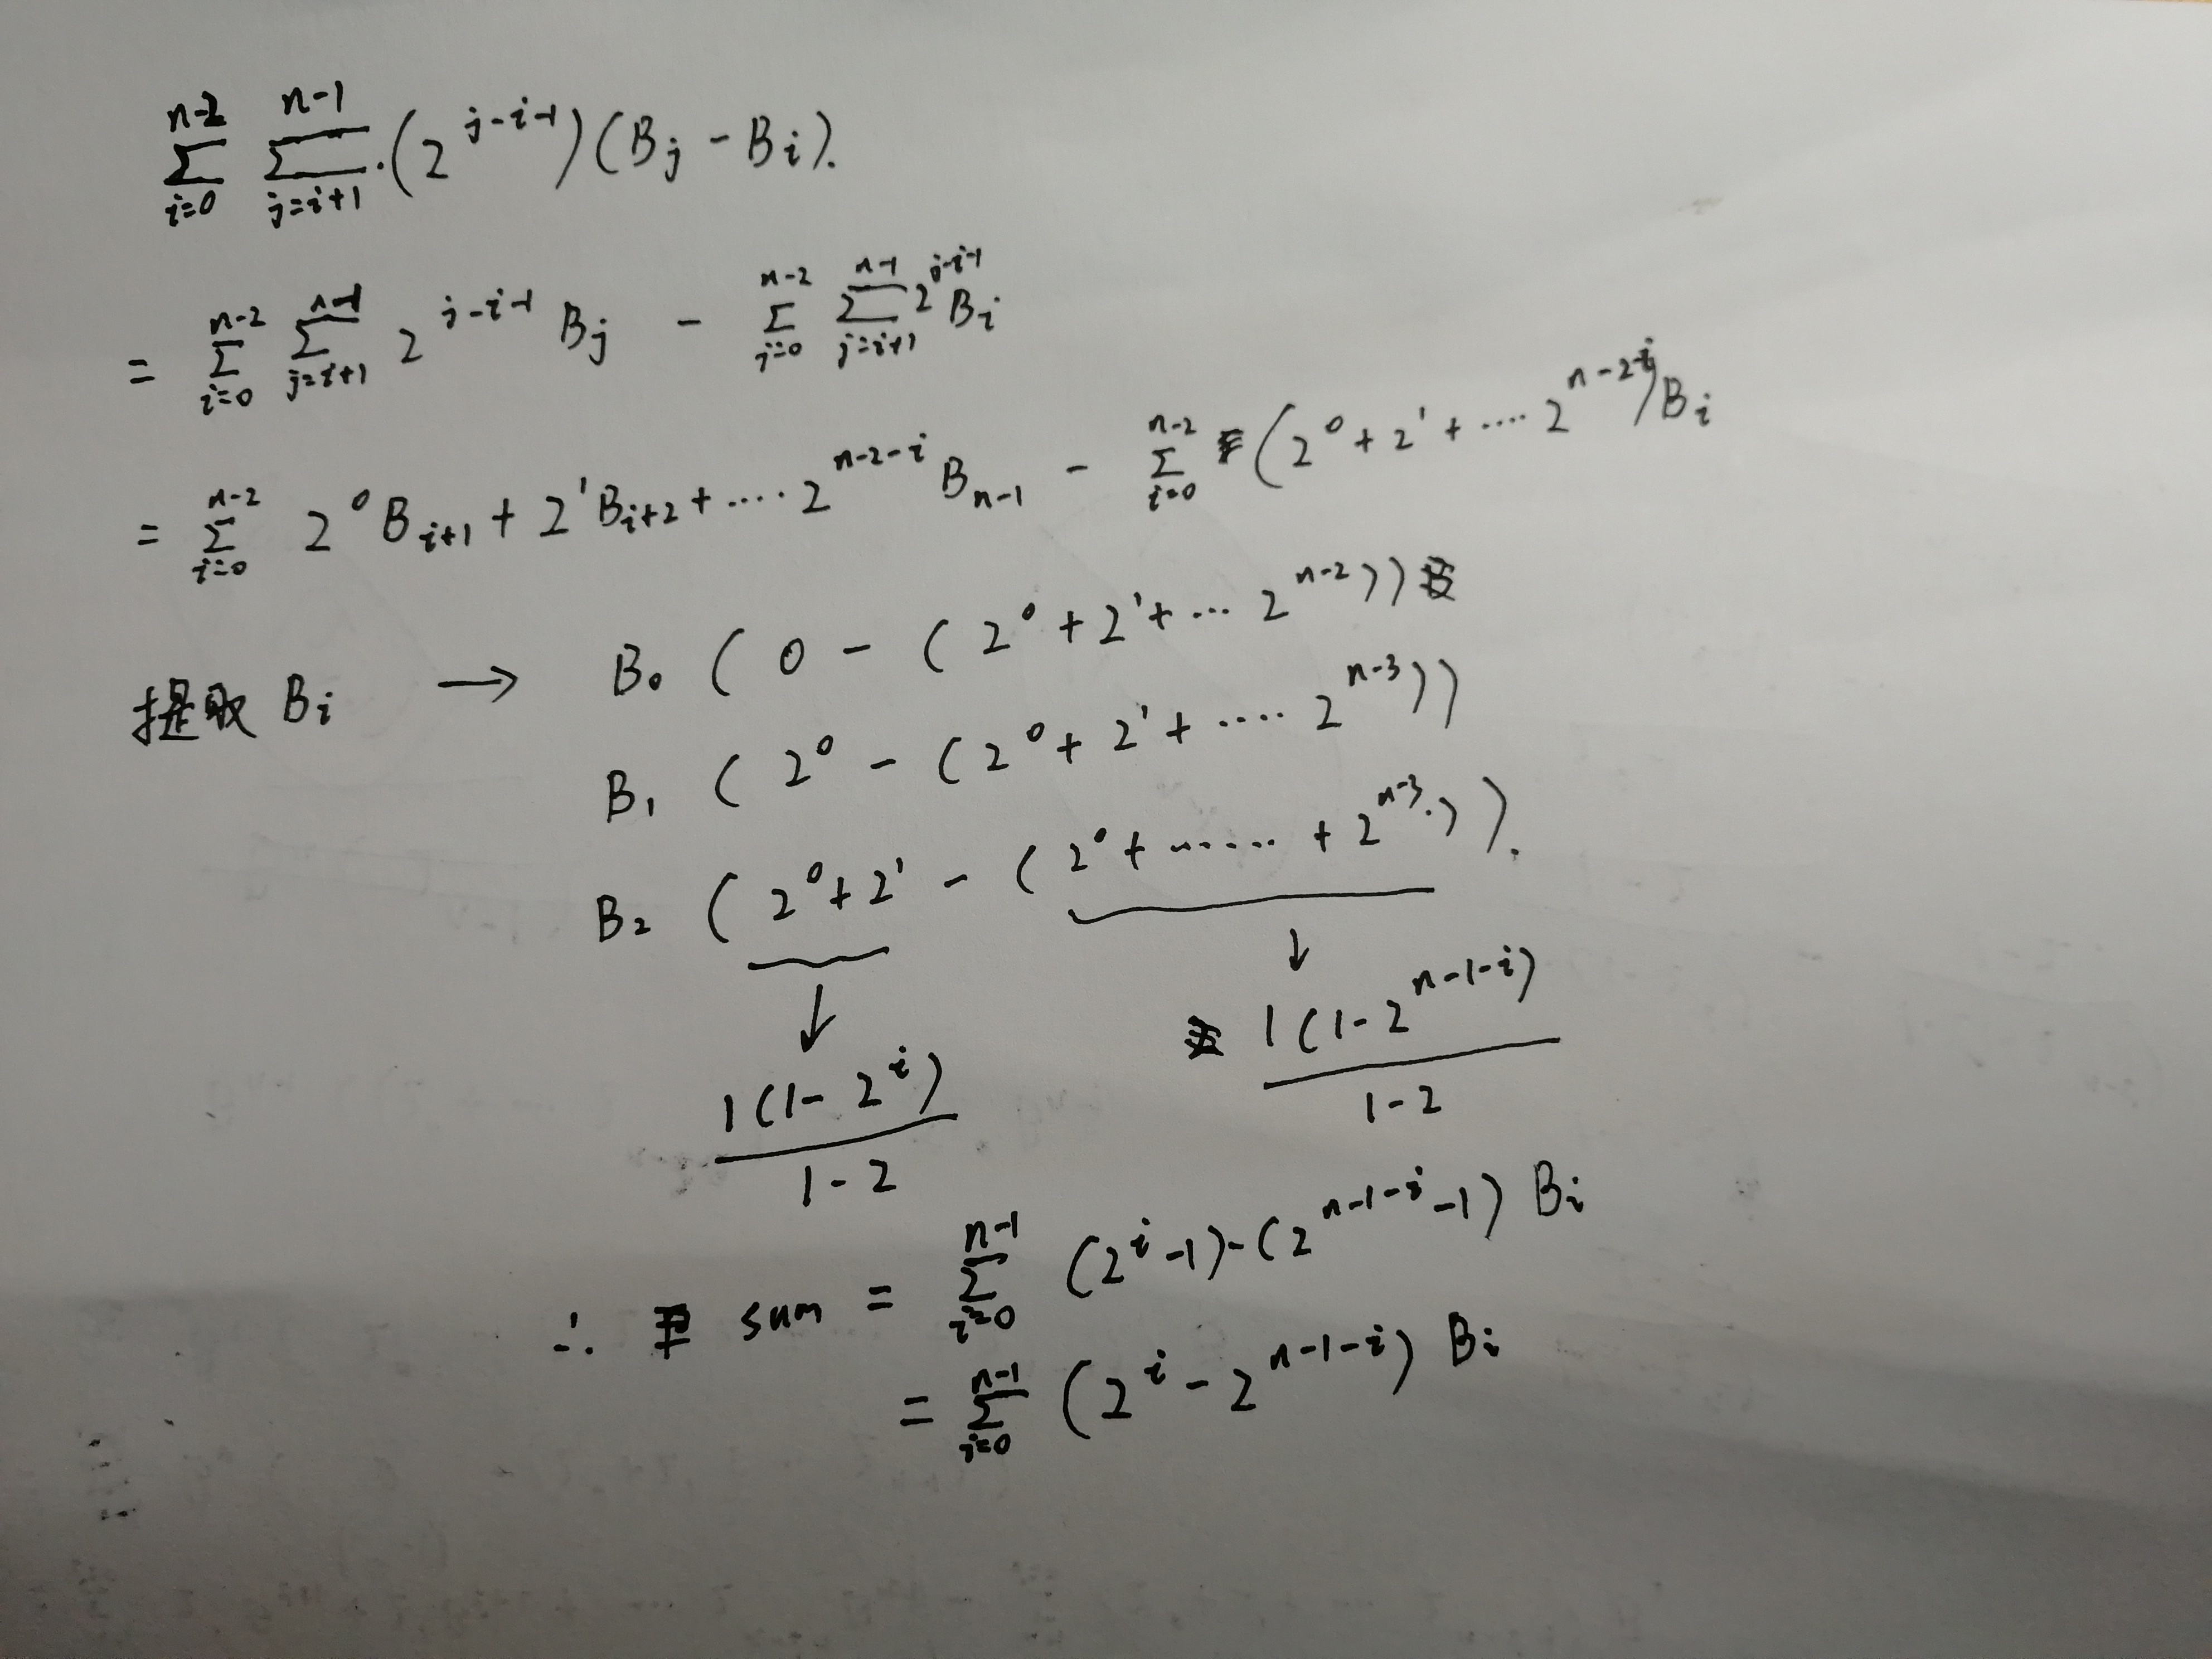 \sum_{i=0}^{n-2} \sum_{j=i+1}^{n-1} \cdot (2^{j-i-1}) (B_j - B_i).
= \sum_{i=0}^{n-2} \sum_{j=i+1}^{n-1} 2^{j-i-1} B_j - \sum_{i=0}^{n-2} \sum_{j=i+1}^{n-1} 2^{j-i-1} B_i
= \sum_{i=0}^{n-2} 2^0 B_{i+1} + 2^1 B_{i+2} + \cdots 2^{n-2-i} B_{n-1} - \sum_{i=0}^{n-2} (2^0 + 2^1 + \cdots 2^{n-2-i}) B_i
提取 B_i → B_0 ( 0 - ( 2^0 + 2^1 + \cdots 2^{n-2} ))
B_1 ( 2^0 - ( 2^0 + 2^1 + \cdots 2^{n-3} ))
B_2 ( 2^0 + 2^1 - ( 2^0 + \cdots + 2^{n-3} )).
↓ ↓
\frac{1(1-2^i)}{1-2} \frac{1(1-2^{n-1-i})}{1-2}
∴ sum = \sum_{i=0}^{n-1} (2^i - 1) - (2^{n-1-i} - 1) B_i
= \sum_{i=0}^{n-1} (2^i - 2^{n-1-i}) B_i